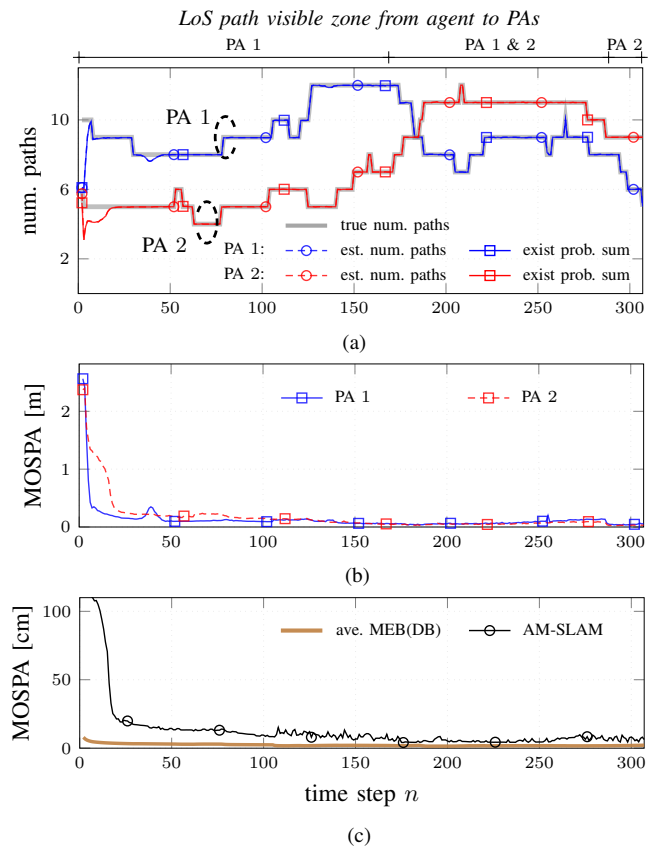 LoS path visible zone from agent to PAs
PA 1
PA 1 & 2
PA 2
num. paths
10
6
2
PA 1
PA 2
true num. paths
PA 1: est. num. paths exist prob. sum
PA 2: est. num. paths exist prob. sum
0 50 100 150 200 250 300
(a)
MOSPA [m]
2
1
0
PA 1 PA 2
0 50 100 150 200 250 300
(b)
MOSPA [cm]
100
50
0
ave. MEB(DB) AM-SLAM
0 50 100 150 200 250 300
time step n
(c)